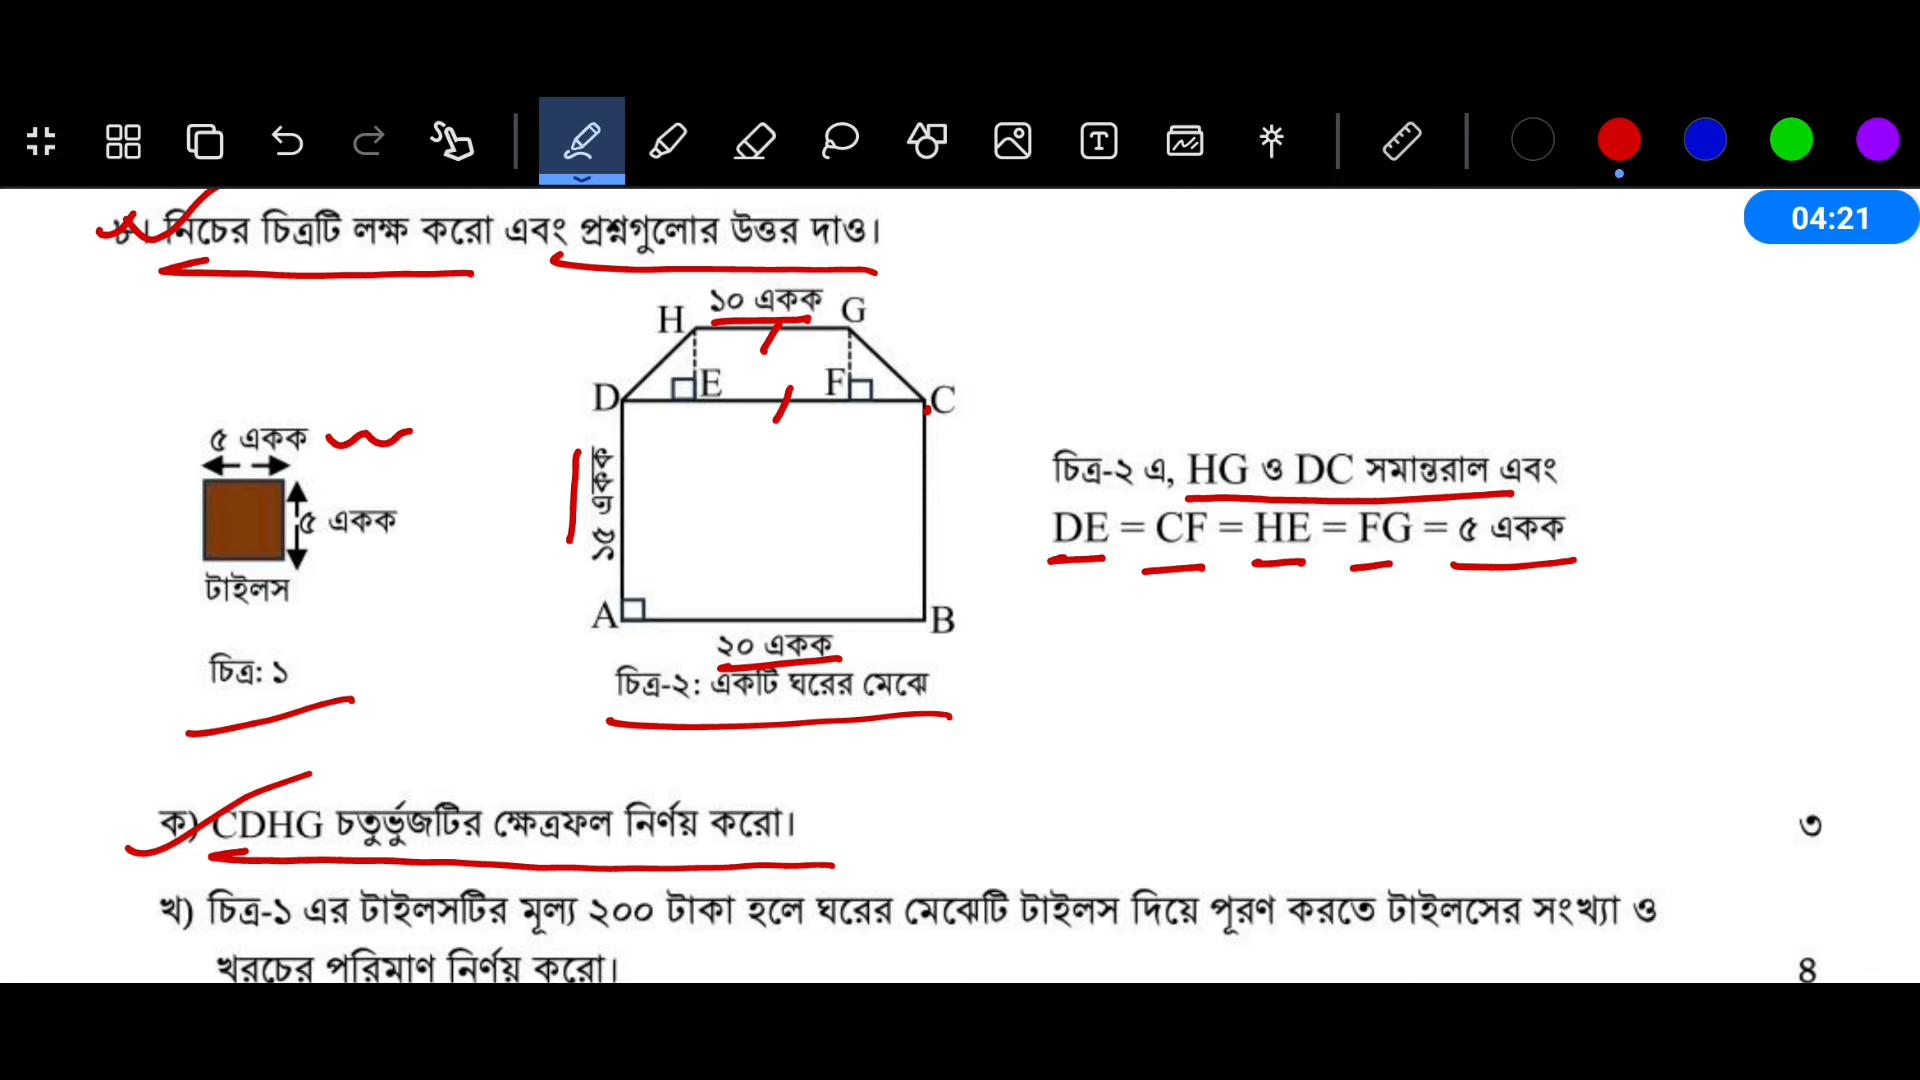 04:21
৮। নিচের চিত্রটি লক্ষ করো এবং প্রশ্নগুলোর উত্তর দাও।
১০ একক
H
G
E
F
D
C
৫ একক
৫ একক
টাইলস
চিত্র: ১
১৫ একক
A
B
২০ একক
চিত্র-২: একটি ঘরের মেঝে
চিত্র-২ এ, HG ও DC সমান্তরাল এবং
DE = CF = HE = FG = ৫ একক
ক) CDHG চতুর্ভুজটির ক্ষেত্রফল নির্ণয় করো। ৩
খ) চিত্র-১ এর টাইলসটির মূল্য ২০০ টাকা হলে ঘরের মেঝেটি টাইলস দিয়ে পূরণ করতে টাইলসের সংখ্যা ও
খরচের পরিমাণ নির্ণয় করো। 8